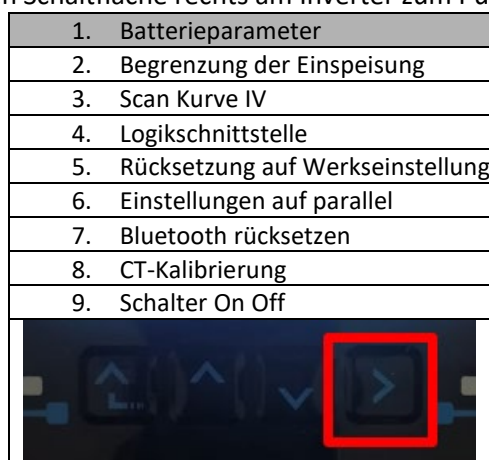 Schaltfläche rechts am Inverter zum
1. Batterieparameter
2. Begrenzung der Einspeisung
3. Scan Kurve IV
4. Logikschnittstelle
5. Rücksetzung auf Werkseinstellung
6. Einstellungen auf parallel
7. Bluetooth rücksetzen
8. CT-Kalibrierung
9. Schalter On Off